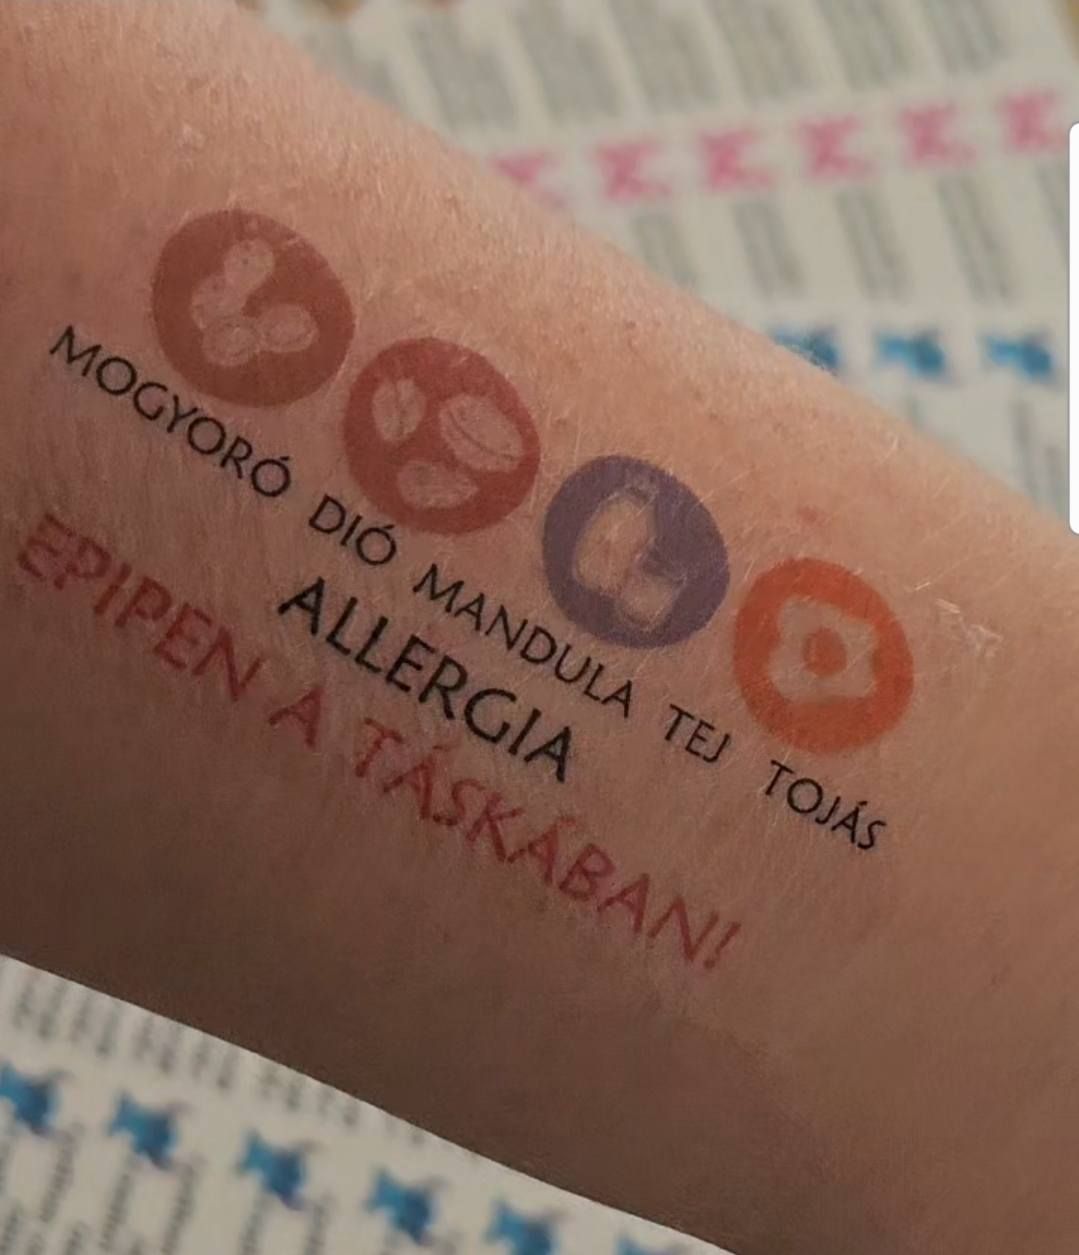 MOGYORÓ DIÓ MANDULA TEJ TOJÁS
ALLERGIA
EPIPEN A TÁSKÁBAN!